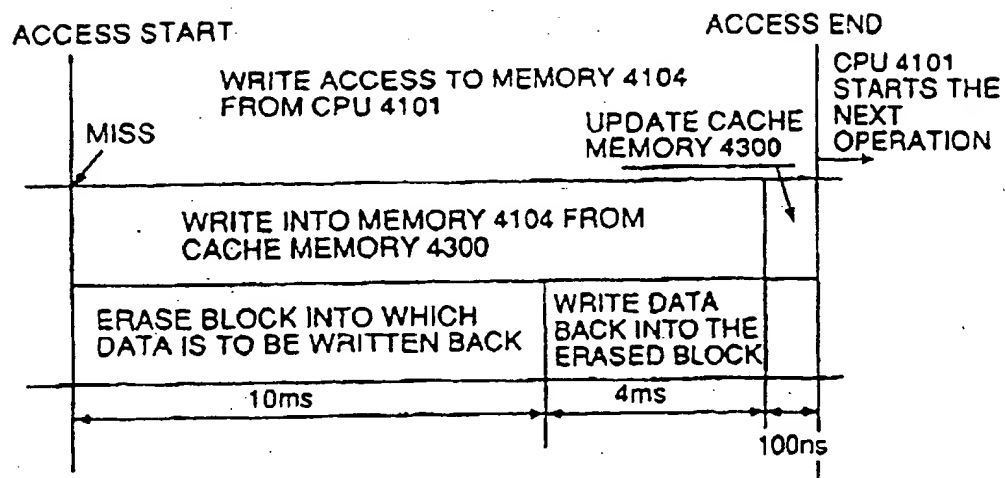 ACCESS START
ACCESS END
WRITE ACCESS TO MEMORY 4104
FROM CPU 4101
CPU 4101
STARTS THE
NEXT
OPERATION
MISS
UPDATE CACHE
MEMORY 4300
WRITE INTO MEMORY 4104 FROM
CACHE MEMORY 4300
ERASE BLOCK INTO WHICH
DATA IS TO BE WRITTEN BACK
WRITE DATA
BACK INTO THE
ERASED BLOCK
10ms
4ms
100ns